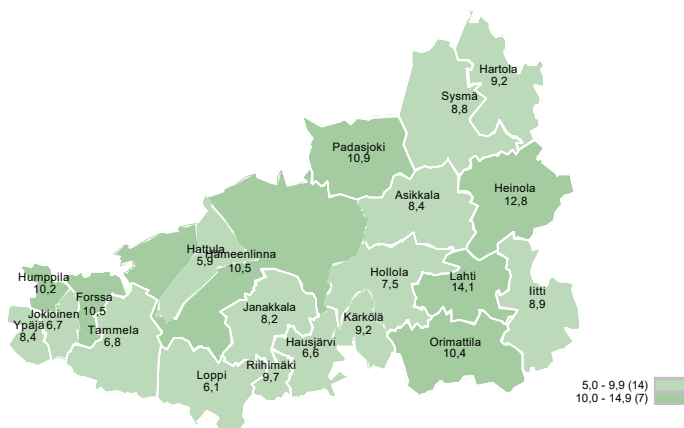 Hartola
9,2
Sysmä
8,8
Padasjoki
10,9
Heinola
12,8
Asikkala
8,4
Hattula
5,9
Hämeenlinna
10,5
Hollola
7,5
Lahti
14,1
Iitti
8,9
Humppila
10,2
Forssa
10,5
Jokioinen
6,7
Ypäjä
8,4
Tammela
6,8
Janakkala
8,2
Kärkölä
9,2
Hausjärvi
6,6
Orimattila
10,4
Riihimäki
9,7
Loppi
6,1
5,0 - 9,9 (14)
10,0 - 14,9 (7)